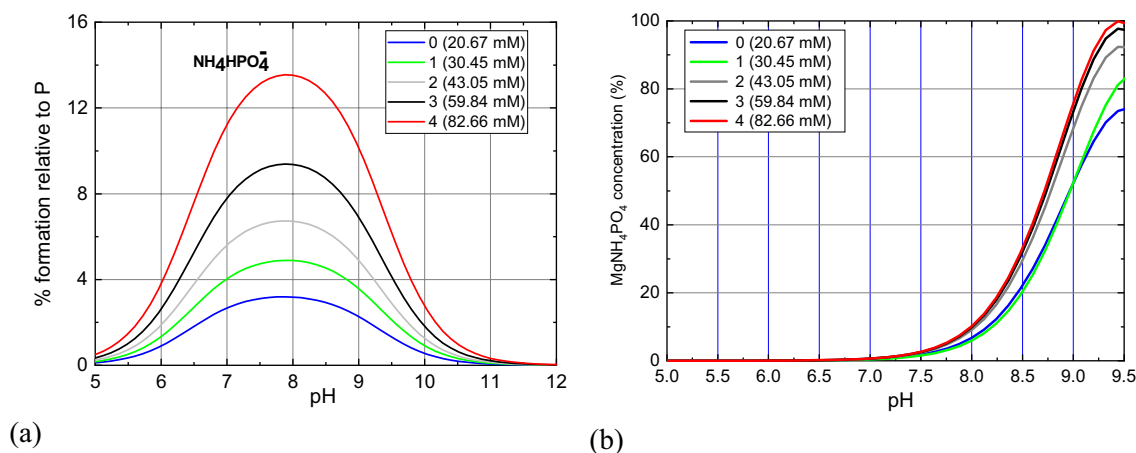 16
12
8
4
0
% formation relative to P
NH4HPO4̄
0 (20.67 mM)
1 (30.45 mM)
2 (43.05 mM)
3 (59.84 mM)
4 (82.66 mM)
5 6 7 8 9 10 11 12
pH
(a)
100
80
60
40
20
0
MgNH4PO4 concentration (%)
0 (20.67 mM)
1 (30.45 mM)
2 (43.05 mM)
3 (59.84 mM)
4 (82.66 mM)
5.0 5.5 6.0 6.5 7.0 7.5 8.0 8.5 9.0 9.5
pH
(b)